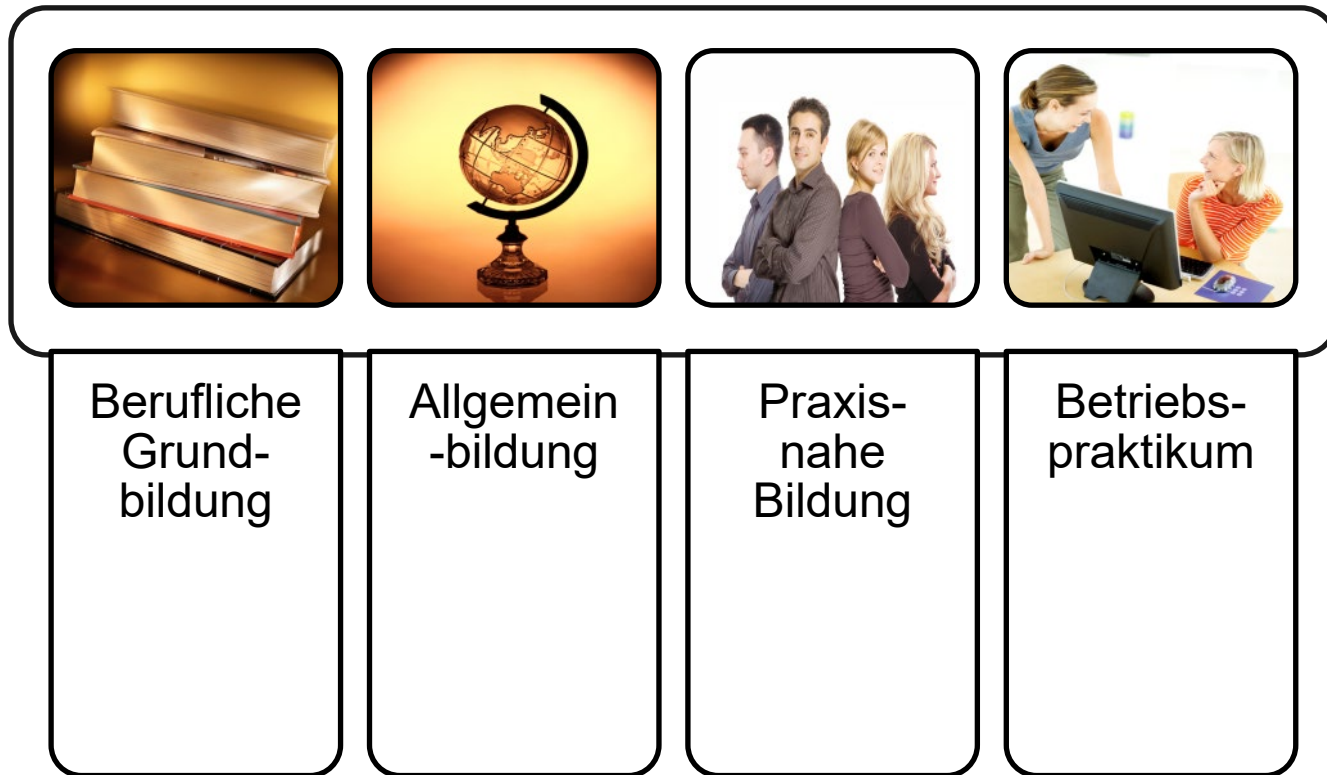 Berufliche
Grund-
bildung
Allgemein
-bildung
Praxis-
nahe
Bildung
Betriebs-
praktikum